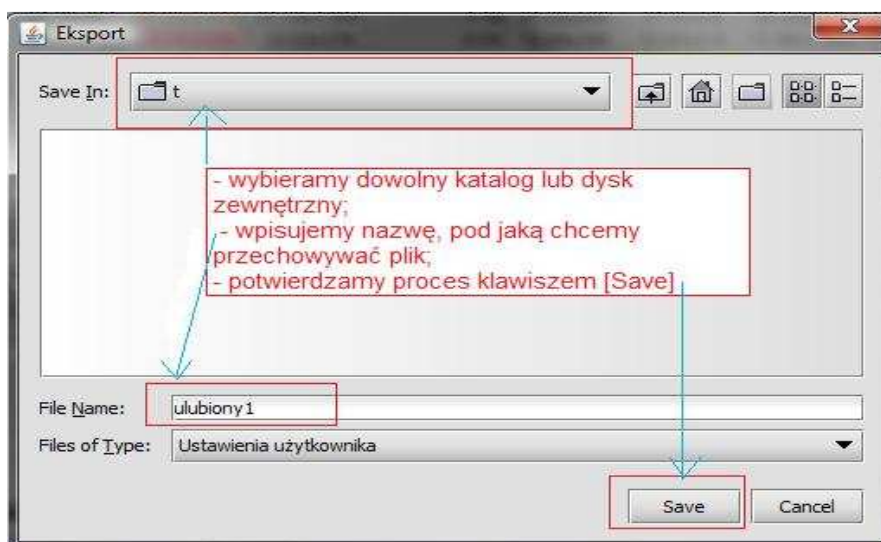 Eksport
Save In: t
- wybieramy dowolny katalog lub dysk
zewnętrzny;
- wpisujemy nazwę, pod jaką chcemy
przechowywać plik;
- potwierdzamy proces klawiszem [Save]
File Name: ulubiony1
Files of Type: Ustawienia użytkownika
Save Cancel